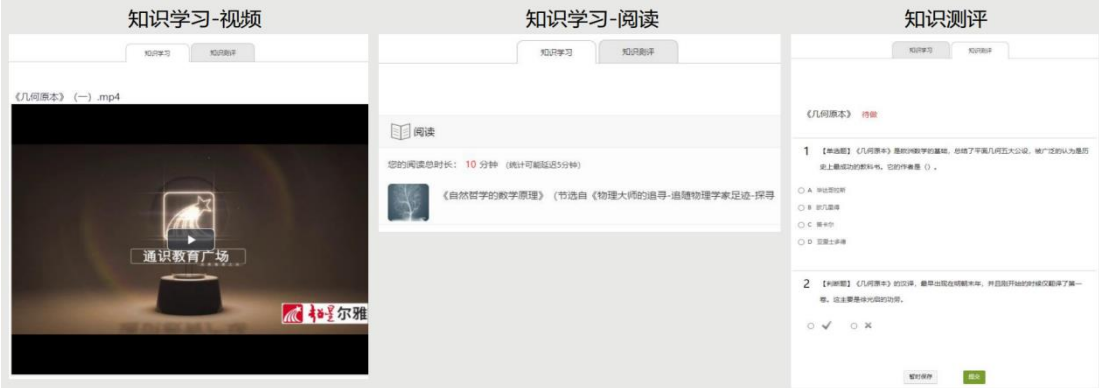 知识学习-视频
知识学习
知识测评
《几何原本》（一）.mp4
通识教育广场
超星尔雅
知识学习-阅读
知识学习
知识测评
阅读
您的阅读总时长： 10 分钟 （统计可能延迟5分钟）
《自然哲学的数学原理》（节选自《物理大师的追寻-追随物理学家足迹-探寻
知识测评
知识学习
知识测评
《几何原本》 待做
1 【单选题】《几何原本》是欧洲数学的基础，总结了平面几何五大公设，被广泛的认为是历
史上最成功的教科书。它的作者是（）。
A 毕达哥拉斯
B 欧几里得
C 笛卡尔
D 亚里士多德
2 【判断题】《几何原本》的汉译，最早出现在明朝末年，并且刚开始的时候仅翻译了第一
卷。这主要是徐光启的功劳。
暂时保存
提交